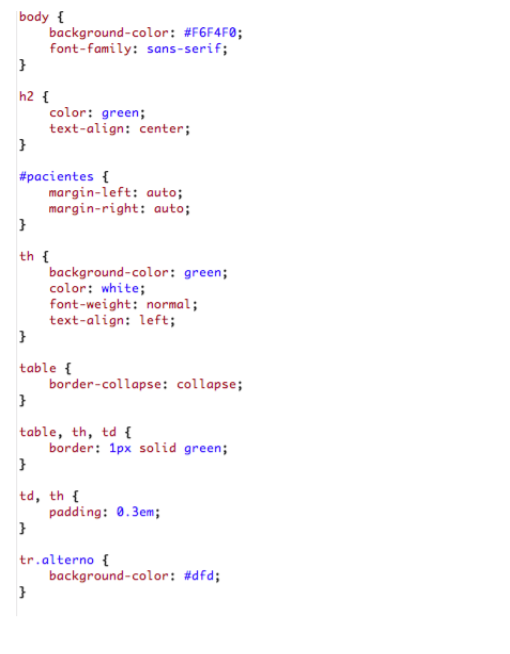 body {
    background-color: #F6F4F0;
    font-family: sans-serif;
}

h2 {
    color: green;
    text-align: center;
}

#pacientes {
    margin-left: auto;
    margin-right: auto;
}

th {
    background-color: green;
    color: white;
    font-weight: normal;
    text-align: left;
}

table {
    border-collapse: collapse;
}

table, th, td {
    border: 1px solid green;
}

td, th {
    padding: 0.3em;
}

tr.alterno {
    background-color: #dfd;
}